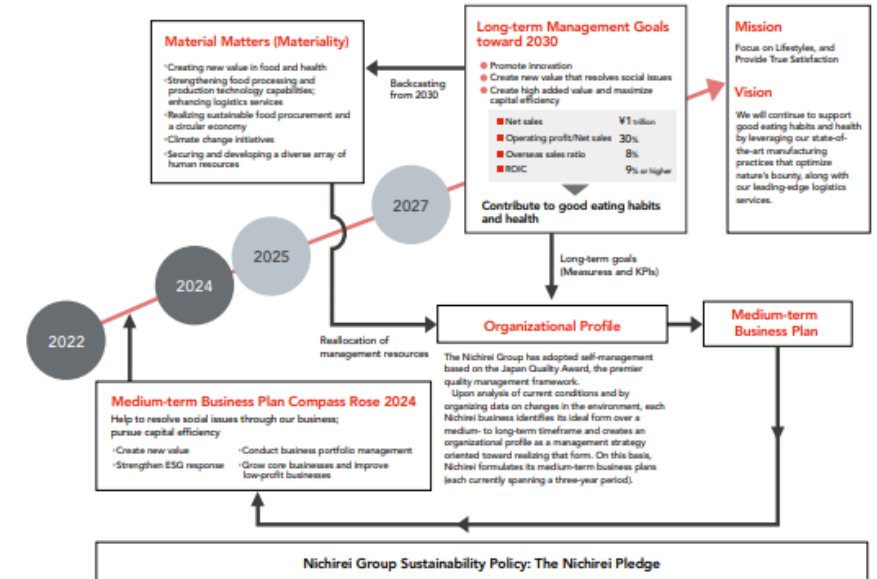 Material Matters (Materiality)
•Creating new value in food and health
•Strengthening food processing and
production technology capabilities;
enhancing logistics services
•Realizing sustainable food procurement and
a circular economy
•Climate change initiatives
•Securing and developing a diverse array of
human resources
Backcasting
from 2030
Long-term Management Goals
toward 2030
● Promote innovation
● Create new value that resolves social issues
● Create high added value and maximize
capital efficiency
■ Net sales ¥1 trillion
■ Operating profit/Net sales 30%
■ Overseas sales ratio 8%
■ ROIC 9% or higher
Contribute to good eating habits
and health
Mission
Focus on Lifestyles, and
Provide True Satisfaction
Vision
We will continue to support
good eating habits and health
by leveraging our state-of-
the-art manufacturing
practices that optimize
nature's bounty, along with
our leading-edge logistics
services.
2022
2024
2025
2027
Long-term goals
(Measuress and KPIs)
Reallocation of
management resources
Organizational Profile
The Nichirei Group has adopted self-management
based on the Japan Quality Award, the premier
quality management framework.
Upon analysis of current conditions and by
organizing data on changes in the environment, each
Nichirei business identifies its ideal form over a
medium- to long-term timeframe and creates an
organizational profile as a management strategy
oriented toward realizing that form. On this basis,
Nichirei formulates its medium-term business plans
(each currently spanning a three-year period).
Medium-term
Business Plan
Medium-term Business Plan Compass Rose 2024
Help to resolve social issues through our business;
pursue capital efficiency
•Create new value
•Strengthen ESG response
•Conduct business portfolio management
•Grow core businesses and improve
low-profit businesses
Nichirei Group Sustainability Policy: The Nichirei Pledge